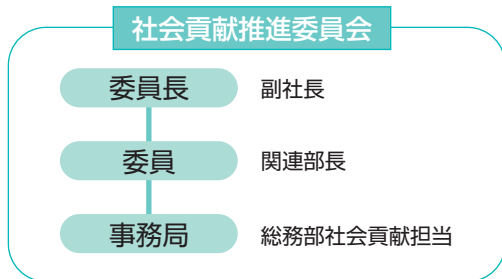 社会貢献推進委員会
委員長 副社長
委員 関連部長
事務局 総務部社会貢献担当